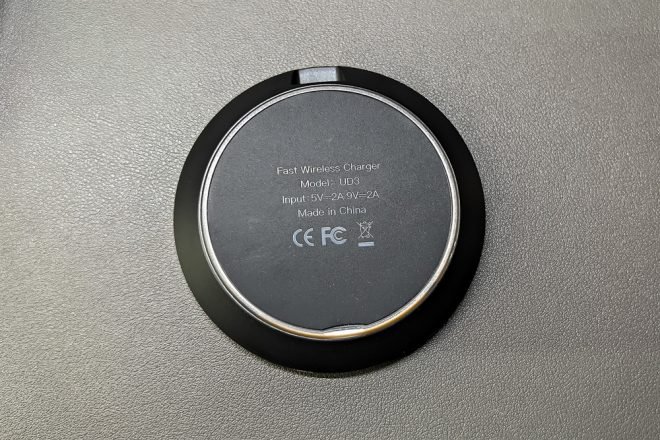 Fast Wireless Charger
Model: UD3
Input:5V⎓2A 9V⎓2A
Made in China
CE FC